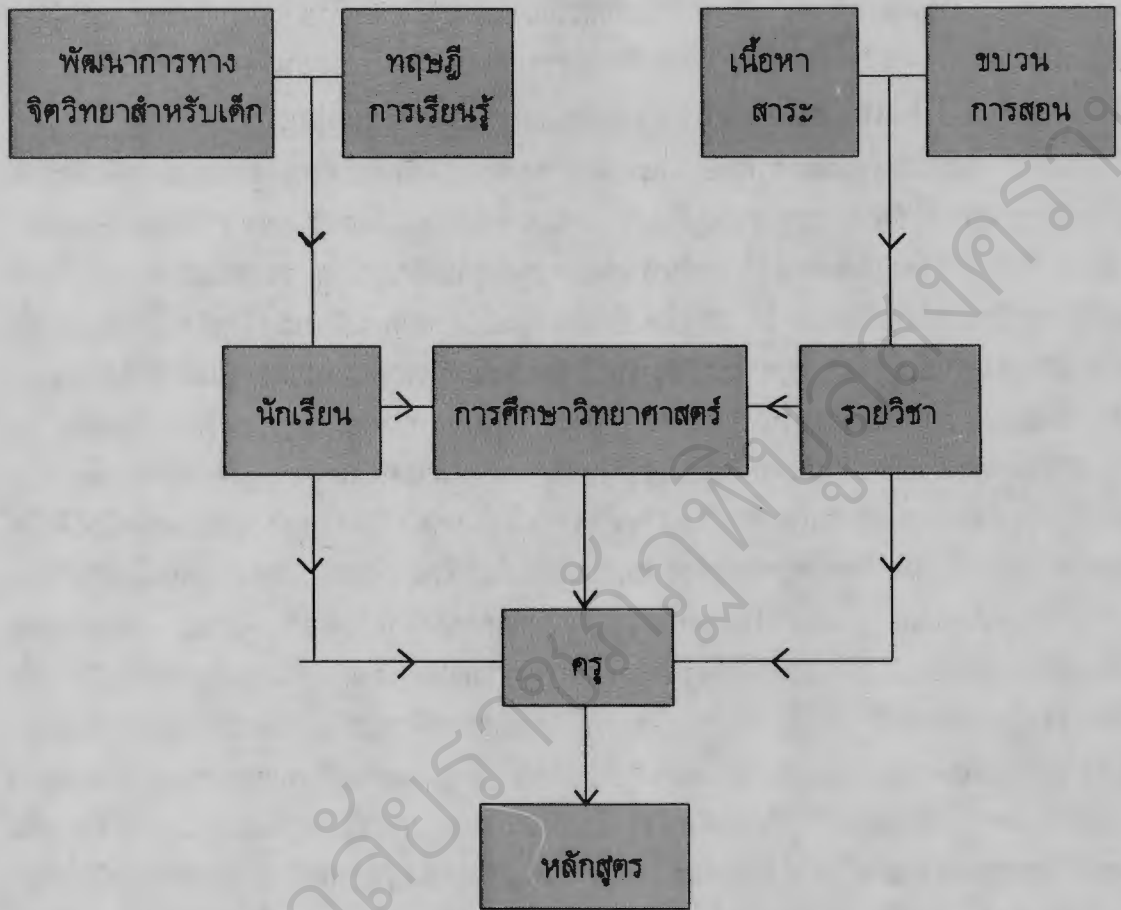 พัฒนาการทาง
จิตวิทยาสำหรับเด็ก
ทฤษฎี
การเรียนรู้
เนื้อหา
สาระ
ขบวน
การสอน
นักเรียน
การศึกษาวิทยาศาสตร์
รายวิชา
ครู
หลักสูตร